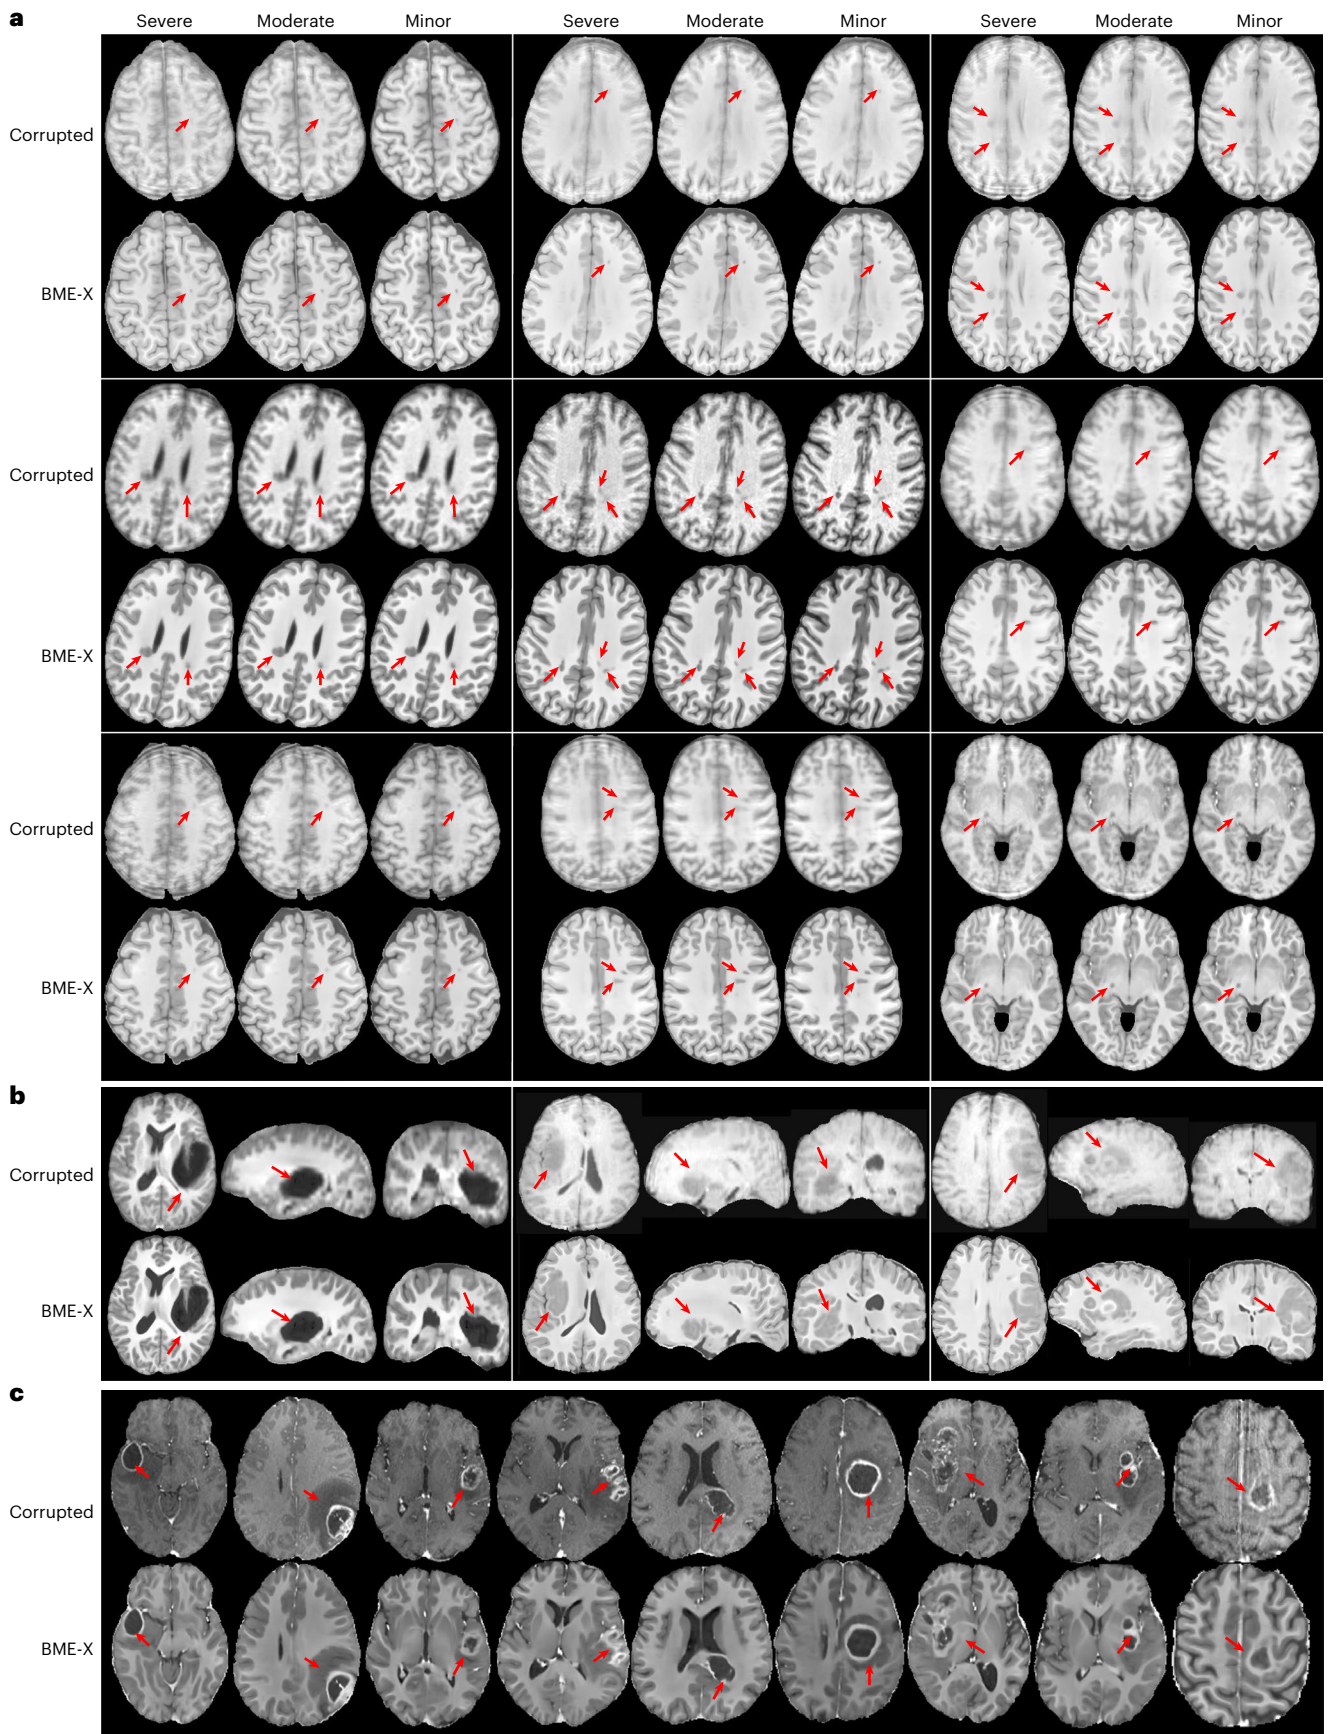 a
Severe Moderate Minor Severe Moderate Minor Severe Moderate Minor
Corrupted
BME-X
Corrupted
BME-X
Corrupted
BME-X
b
Corrupted
BME-X
c
Corrupted
BME-X